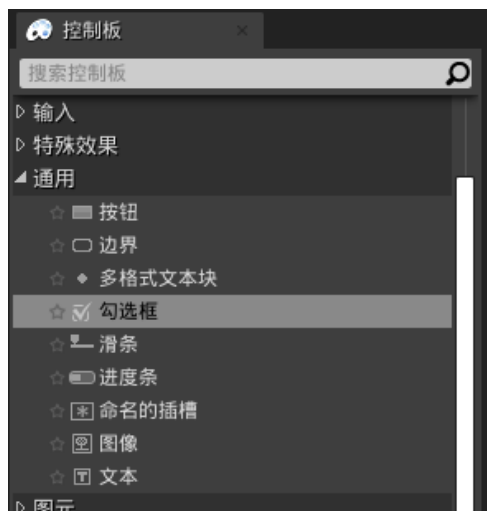 控制板
搜索控制板
输入
特殊效果
通用
按钮
边界
多格式文本块
勾选框
滑条
进度条
命名的插槽
图像
文本
图元